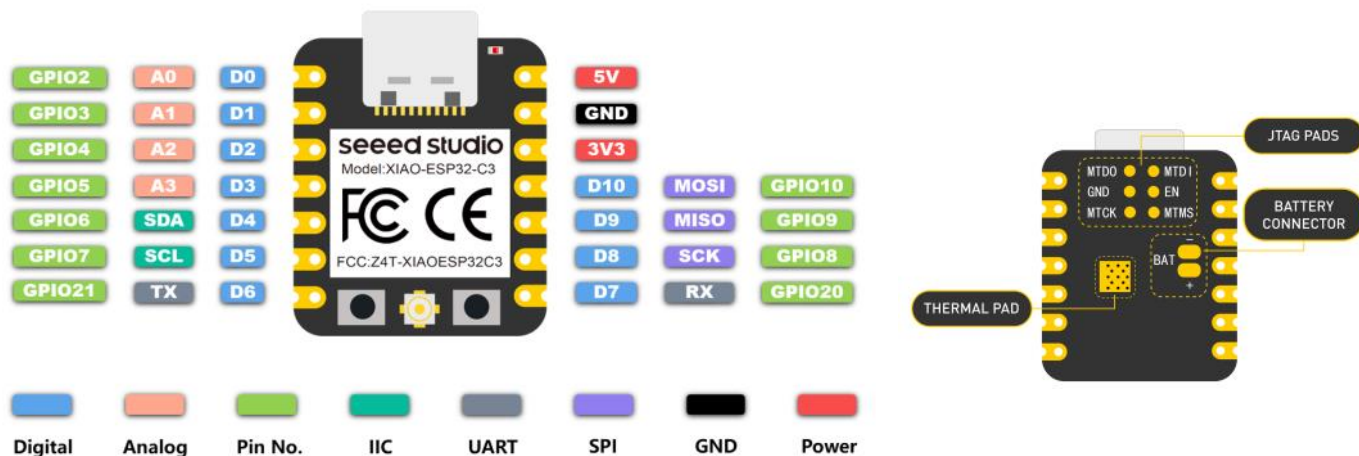 GPIO2 A0 D0 5V
GPIO3 A1 D1 GND
GPIO4 A2 D2 3V3
GPIO5 A3 D3 D10 MOSI GPIO10
GPIO6 SDA D4 D9 MISO GPIO9
GPIO7 SCL D5 D8 SCK GPIO8
GPIO21 TX D6 D7 RX GPIO20
seeed studio
Model:XIAO-ESP32-C3
FC CE
FCC:Z4T-XIAOESP32C3
Digital Analog Pin No. IIC UART SPI GND Power
JTAG PADS
MTDO MTDI
GND EN
MTCK MTMS
BATTERY
CONNECTOR
-
BAT
+
THERMAL PAD